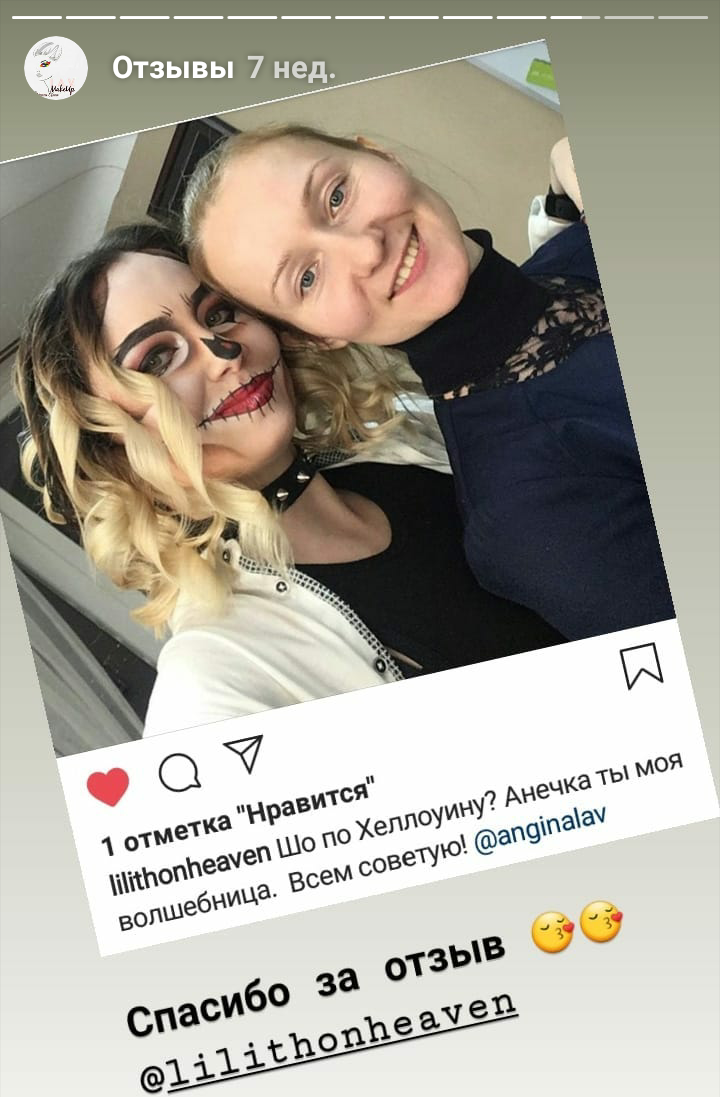 Отзывы 7 нед.
MakeUp
1 отметка "Нравится"
lilithonheaven Шо по Хеллоуину? Анечка ты моя
волшебница. Всем советую! @anginalav
Спасибо за отзыв 😚😚
@lilithonheaven